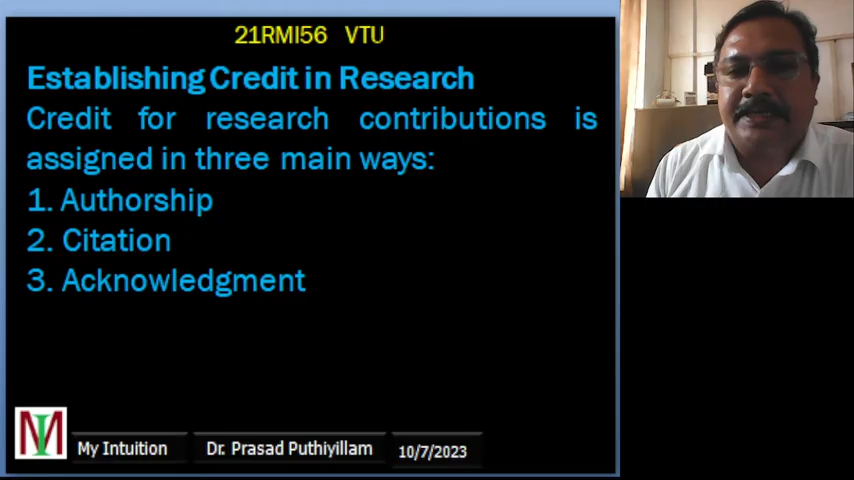 21RMI56 VTU
Establishing Credit in Research
Credit for research contributions is
assigned in three main ways:
1. Authorship
2. Citation
3. Acknowledgment
MI
My Intuition
Dr. Prasad Puthiyillam
10/7/2023